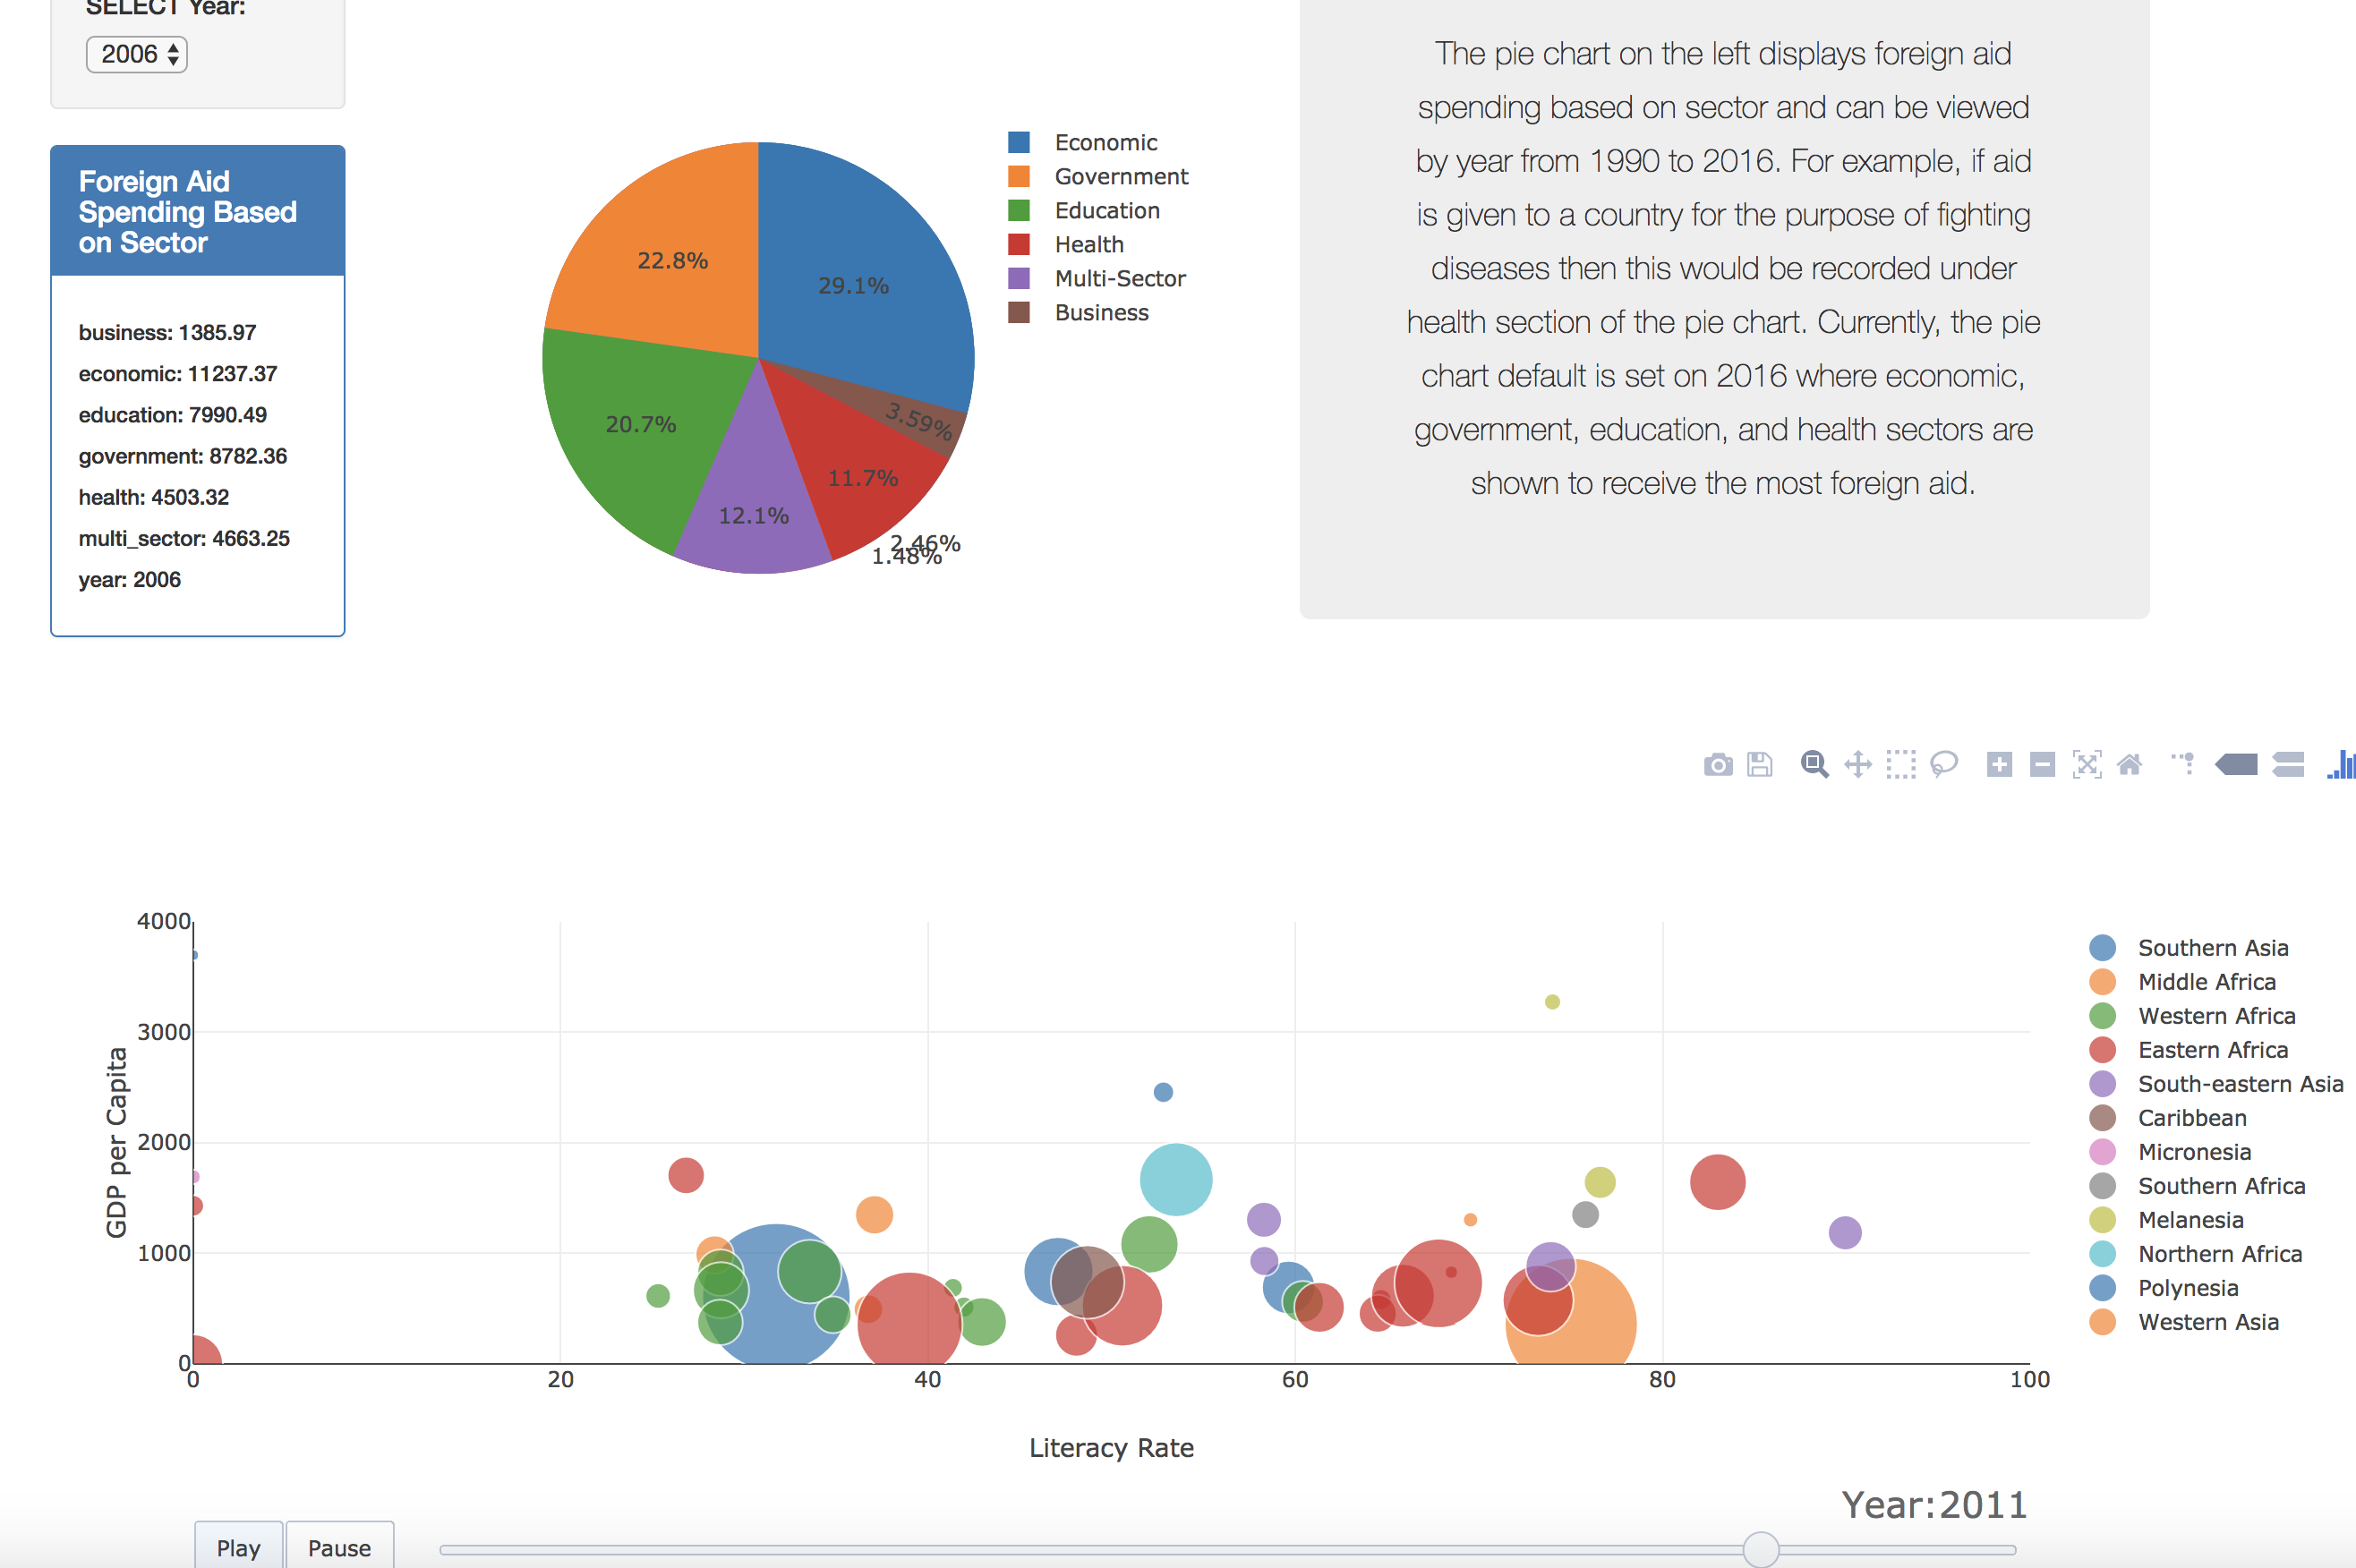 SELECT Year:
2006
Foreign Aid
Spending Based
on Sector
business: 1385.97
economic: 11237.37
education: 7990.49
government: 8782.36
health: 4503.32
multi_sector: 4663.25
year: 2006
22.8%
29.1%
20.7%
3.59%
11.7%
12.1%
2.46%
1.48%
Economic
Government
Education
Health
Multi-Sector
Business
The pie chart on the left displays foreign aid
spending based on sector and can be viewed
by year from 1990 to 2016. For example, if aid
is given to a country for the purpose of fighting
diseases then this would be recorded under
health section of the pie chart. Currently, the pie
chart default is set on 2016 where economic,
government, education, and health sectors are
shown to receive the most foreign aid.
4000
3000
2000
1000
0
GDP per Capita
0
20
40
60
80
100
Literacy Rate
Southern Asia
Middle Africa
Western Africa
Eastern Africa
South-eastern Asia
Caribbean
Micronesia
Southern Africa
Melanesia
Northern Africa
Polynesia
Western Asia
Year:2011
Play
Pause